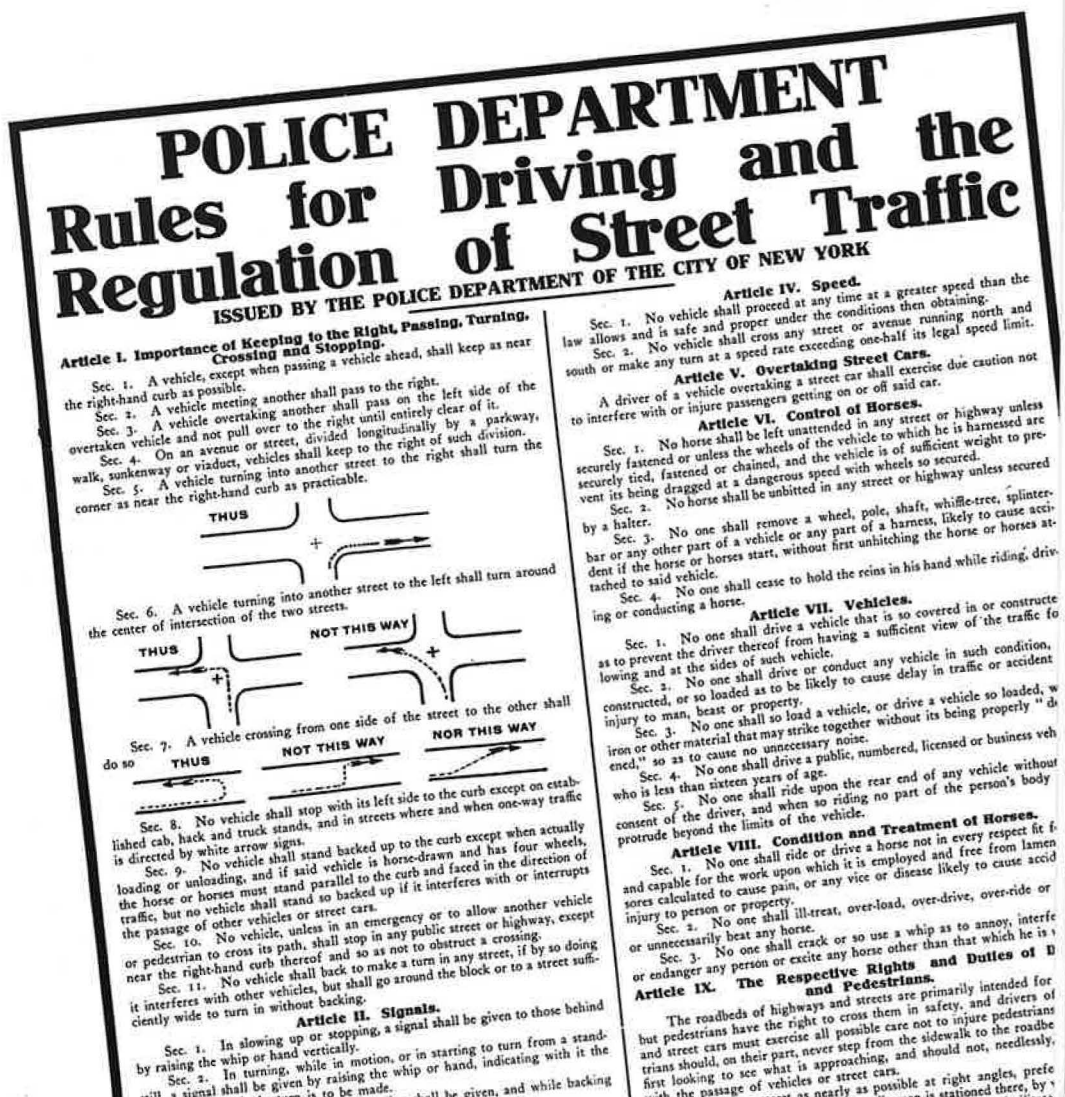 POLICE DEPARTMENT
Rules for Driving and the
Regulation of Street Traffic
ISSUED BY THE POLICE DEPARTMENT OF THE CITY OF NEW YORK
Article I. Importance of Keeping to the Right, Passing, Turning,
Crossing and Stopping.
Sec. 1. A vehicle, except when passing a vehicle ahead, shall keep as near
the right-hand curb as possible.
Sec. 2. A vehicle meeting another shall pass to the right.
Sec. 3. A vehicle overtaking another shall pass on the left side of the
overtaken vehicle and not pull over to the right until entirely clear of it.
Sec. 4. On an avenue or street, divided longitudinally by a parkway,
walk, sunkenway or viaduct, vehicles shall keep to the right of such division.
Sec. 5. A vehicle turning into another street to the right shall turn the
corner as near the right-hand curb as practicable.
THUS
Sec. 6. A vehicle turning into another street to the left shall turn around
the center of intersection of the two streets.
THUS
NOT THIS WAY
Sec. 7. A vehicle crossing from one side of the street to the other shall
do so
THUS
NOT THIS WAY
NOR THIS WAY
Sec. 8. No vehicle shall stop with its left side to the curb except on estab-
lished cab, hack and truck stands, and in streets where and when one-way traffic
is directed by white arrow signs.
Sec. 9. No vehicle shall stand backed up to the curb except when actually
loading or unloading, and if said vehicle is horse-drawn and has four wheels,
the horse or horses must stand parallel to the curb and faced in the direction of
traffic, but no vehicle shall stand so backed up if it interferes with or interrupts
the passage of other vehicles or street cars.
Sec. 10. No vehicle, unless in an emergency or to allow another vehicle
or pedestrian to cross its path, shall stop in any public street or highway, except
near the right-hand curb thereof and so as not to obstruct a crossing.
Sec. 11. No vehicle shall back to make a turn in any street, if by so doing
it interferes with other vehicles, but shall go around the block or to a street suffi-
ciently wide to turn in without backing.
Article II. Signals.
Sec. 1. In slowing up or stopping, a signal shall be given to those behind
by raising the whip or hand vertically.
Sec. 2. In turning, while in motion, or in starting to turn from a stand-
a signal shall be given by raising the whip or hand, indicating with it the
is to be made.
be given, and while backing
Article IV. Speed.
Sec. 1. No vehicle shall proceed at any time at a greater speed than the
law allows and is safe and proper under the conditions then obtaining.
Sec. 2. No vehicle shall cross any street or avenue running north and
south or make any turn at a speed rate exceeding one-half its legal speed limit.
Article V. Overtaking Street Cars.
A driver of a vehicle overtaking a street car shall exercise due caution not
to interfere with or injure passengers getting on or off said car.
Article VI. Control of Horses.
Sec. 1. No horse shall be left unattended in any street or highway unless
securely fastened or unless the wheels of the vehicle to which he is harnessed are
securely tied, fastened or chained, and the vehicle is of sufficient weight to pre-
vent its being dragged at a dangerous speed with wheels so secured.
Sec. 2. No horse shall be unbitted in any street or highway unless secured
by a halter.
Sec. 3. No one shall remove a wheel, pole, shaft, whiffle-tree, splinter-
bar or any other part of a vehicle or any part of a harness, likely to cause acci-
dent if the horse or horses start, without first unhitching the horse or horses at-
tached to said vehicle.
Sec. 4. No one shall cease to hold the reins in his hand while riding, driv-
ing or conducting a horse.
Article VII. Vehicles.
Sec. 1. No one shall drive a vehicle that is so covered in or constructe
as to prevent the driver thereof from having a sufficient view of the traffic fo
lowing and at the sides of such vehicle.
Sec. 2. No one shall drive or conduct any vehicle in such condition,
constructed, or so loaded as to be likely to cause delay in traffic or accident
injury to man, beast or property.
Sec. 3. No one shall so load a vehicle, or drive a vehicle so loaded, w
iron or other material that may strike together without its being properly " de
ened," so as to cause no unnecessary noise.
Sec. 4. No one shall drive a public, numbered, licensed or business veh
who is less than sixteen years of age.
Sec. 5. No one shall ride upon the rear end of any vehicle without
consent of the driver, and when so riding no part of the person's body
protrude beyond the limits of the vehicle.
Article VIII. Condition and Treatment of Horses.
Sec. 1. No one shall ride or drive a horse not in every respect fit f
and capable for the work upon which it is employed and free from lamen
sores calculated to cause pain, or any vice or disease likely to cause accid
injury to person or property.
Sec. 2. No one shall ill-treat, over-load, over-drive, over-ride or
or unnecessarily beat any horse.
Sec. 3. No one shall crack or so use a whip as to annoy, interfe
or endanger any person or excite any horse other than that which he is
Article IX. The Respective Rights and Duties of D
and Pedestrians.
The roadbeds of highways and streets are primarily intended for
but pedestrians have the right to cross them in safety, and drivers of
and street cars must exercise all possible care not to injure pedestrians
trians should, on their part, never step from the sidewalk to the roadbe
first looking to see what is approaching, and should not, needlessly,
the passage of vehicles or street cars.
as nearly as possible at right angles, prefe
is stationed there, by